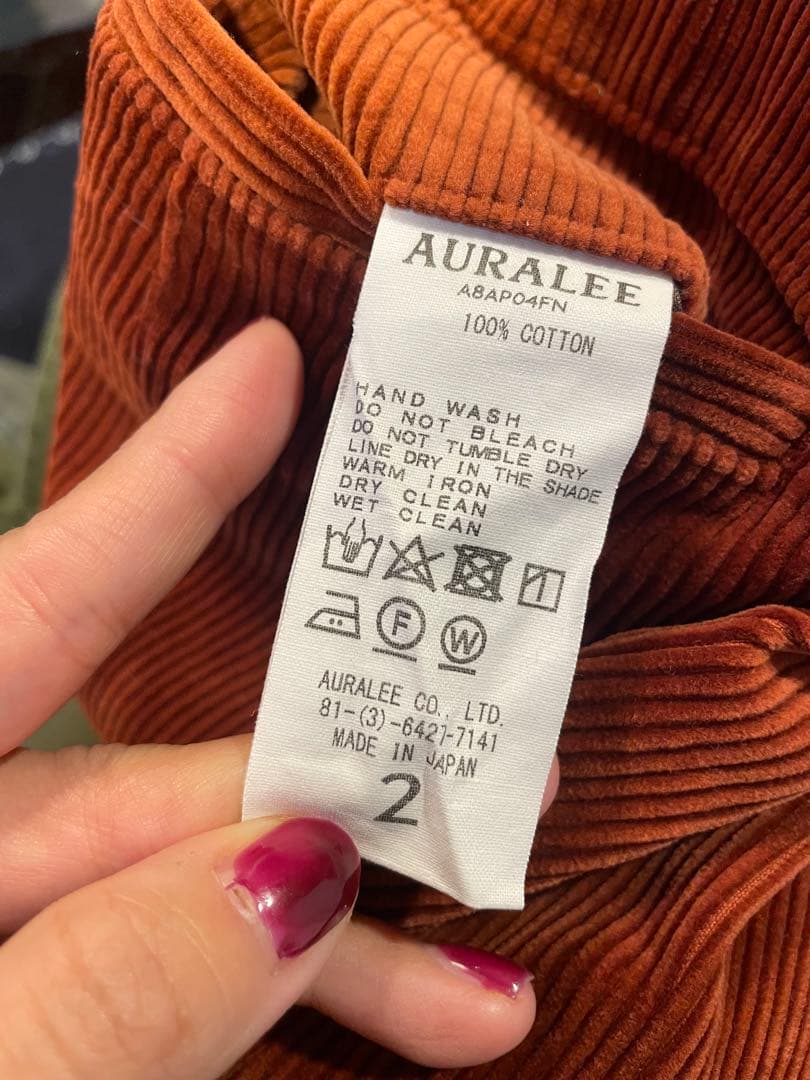 AURALEE
A8AP04FN
100% COTTON
HAND WASH
DO NOT BLEACH
DO NOT TUMBLE DRY
LINE DRY IN THE SHADE
WARM IRON
DRY CLEAN
WET CLEAN
F W
AURALEE CO., LTD.
81-(3)-6427-7141
MADE IN JAPAN
2